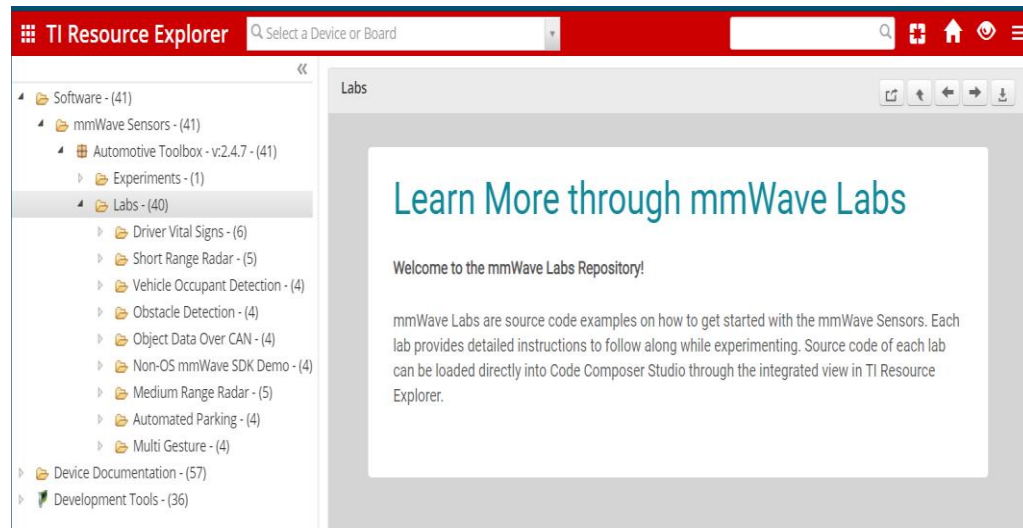 TI Resource Explorer
Select a Device or Board
Software - (41)
mmWave Sensors - (41)
Automotive Toolbox - v:2.4.7 - (41)
Experiments - (1)
Labs - (40)
Driver Vital Signs - (6)
Short Range Radar - (5)
Vehicle Occupant Detection - (4)
Obstacle Detection - (4)
Object Data Over CAN - (4)
Non-OS mmWave SDK Demo - (4)
Medium Range Radar - (5)
Automated Parking - (4)
Multi Gesture - (4)
Device Documentation - (57)
Development Tools - (36)
Labs
Learn More through mmWave Labs
Welcome to the mmWave Labs Repository!
mmWave Labs are source code examples on how to get started with the mmWave Sensors. Each
lab provides detailed instructions to follow along while experimenting. Source code of each lab
can be loaded directly into Code Composer Studio through the integrated view in TI Resource
Explorer.